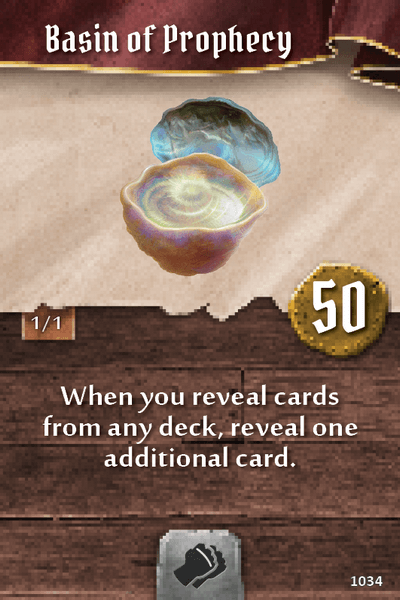 Basin of Prophecy
50
1/1
When you reveal cards
from any deck, reveal one
additional card.
1034